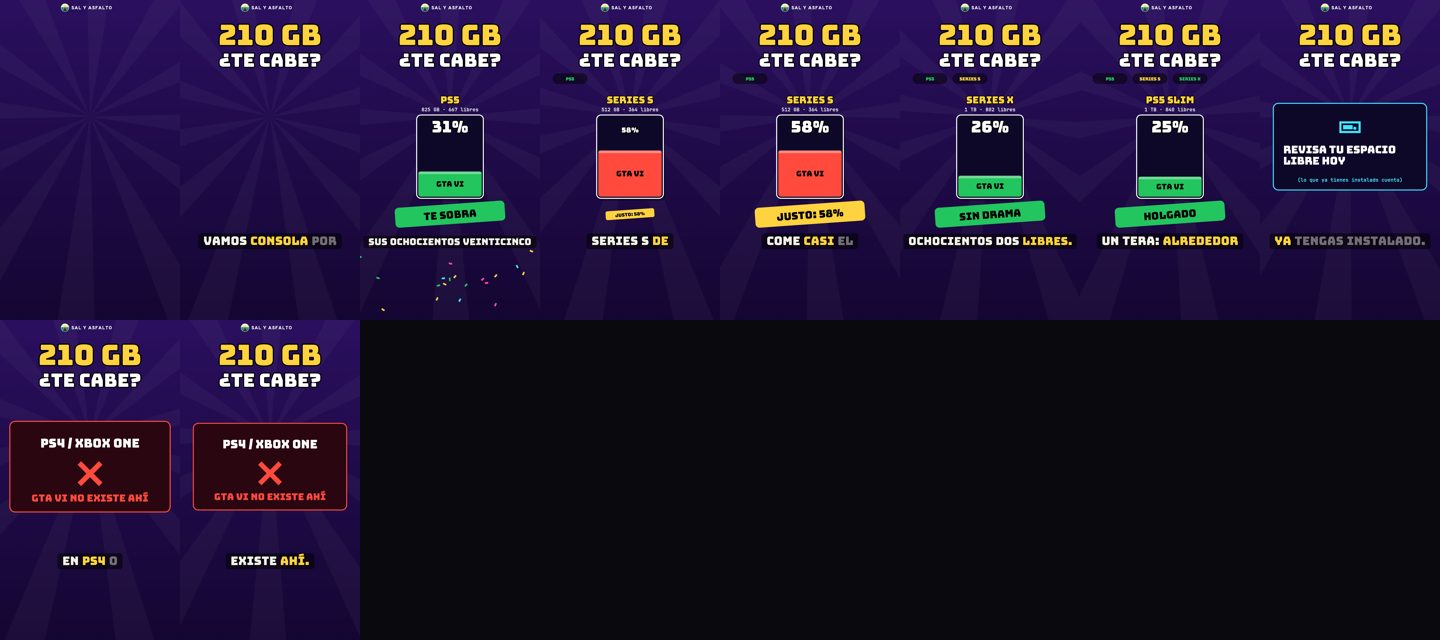 SAL Y ASFALTO
SAL Y ASFALTO
210 GB
¿TE CABE?
VAMOS CONSOLA POR
SAL Y ASFALTO
210 GB
¿TE CABE?
PS5
825 GB · 667 libres
31%
GTA VI
TE SOBRA
SUS OCHOCIENTOS VEINTICINCO
SAL Y ASFALTO
210 GB
¿TE CABE?
PS5
SERIES S
512 GB · 364 libres
58%
GTA VI
JUSTO: 58%
SERIES S DE
SAL Y ASFALTO
210 GB
¿TE CABE?
PS5
SERIES S
512 GB · 364 libres
58%
GTA VI
JUSTO: 58%
COME CASI EL
SAL Y ASFALTO
210 GB
¿TE CABE?
PS5
SERIES S
SERIES X
1 TB · 802 libres
26%
GTA VI
SIN DRAMA
OCHOCIENTOS DOS LIBRES.
SAL Y ASFALTO
210 GB
¿TE CABE?
PS5
SERIES S
SERIES X
PS5 SLIM
1 TB · 840 libres
25%
GTA VI
HOLGADO
UN TERA: ALREDEDOR
SAL Y ASFALTO
210 GB
¿TE CABE?
REVISA TU ESPACIO
LIBRE HOY
(lo que ya tienes instalado cuenta)
YA TENGAS INSTALADO.
SAL Y ASFALTO
210 GB
¿TE CABE?
PS4 / XBOX ONE
GTA VI NO EXISTE AHÍ
EN PS4 O
SAL Y ASFALTO
210 GB
¿TE CABE?
PS4 / XBOX ONE
GTA VI NO EXISTE AHÍ
EXISTE AHÍ.